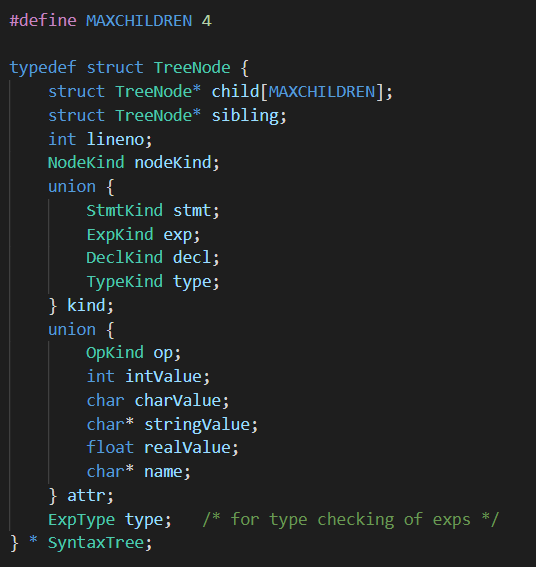 #define MAXCHILDREN 4
typedef struct TreeNode {
struct TreeNode* child[MAXCHILDREN];
struct TreeNode* sibling;
int lineno;
NodeKind nodeKind;
union {
StmtKind stmt;
ExpKind exp;
DeclKind decl;
TypeKind type;
} kind;
union {
OpKind op;
int intValue;
char charValue;
char* stringValue;
float realValue;
char* name;
} attr;
ExpType type;   /* for type checking of exps */
} * SyntaxTree;